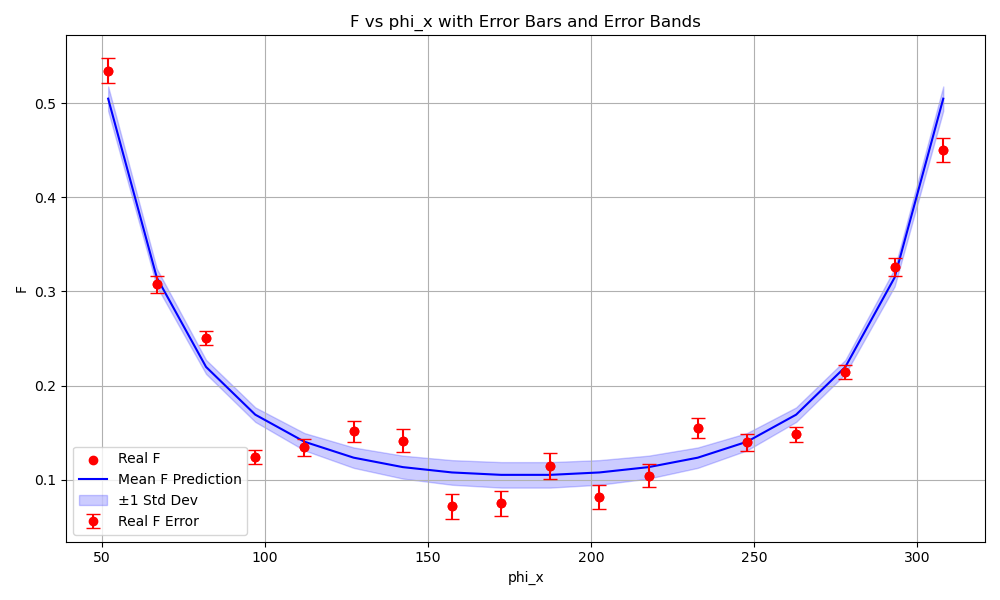 F vs phi_x with Error Bars and Error Bands
F
0.5
0.4
0.3
0.2
0.1
Real F
Mean F Prediction
±1 Std Dev
Real F Error
50 100 150 200 250 300
phi_x